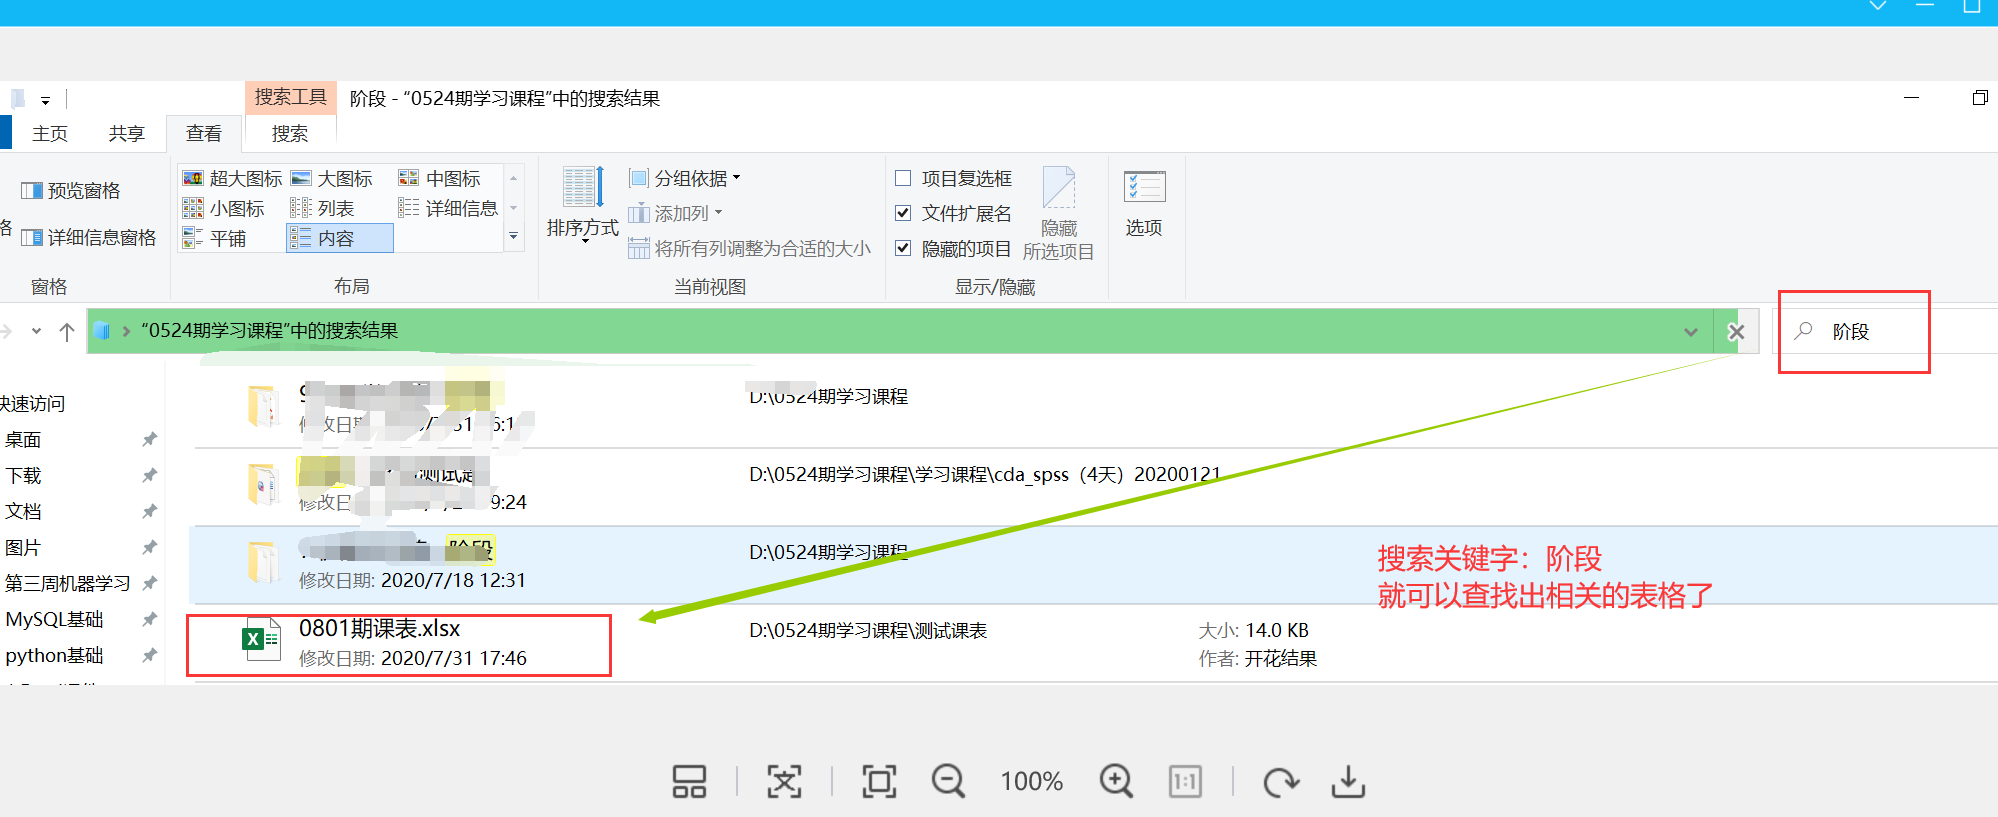 搜索工具
阶段 - “0524期学习课程”中的搜索结果
主页 共享 查看 搜索
预览窗格
格
详细信息窗格
窗格
超大图标 大图标 中图标
小图标 列表 详细信息
平铺 内容
布局
排序方式
分组依据
添加列
将所有列调整为合适的大小
当前视图
项目复选框
文件扩展名
隐藏的项目
隐藏
所选项目
显示/隐藏
选项
“0524期学习课程”中的搜索结果
阶段
快速访问
桌面
下载
文档
图片
第三周机器学习
MySQL基础
python基础
D:\0524期学习课程
测试题
9:24
D:\0524期学习课程\学习课程\cda_spss（4天）20200121
阶段
修改日期: 2020/7/18 12:31
D:\0524期学习课程
0801期课表.xlsx
修改日期: 2020/7/31 17:46
D:\0524期学习课程\测试课表
大小: 14.0 KB
作者: 开花结果
搜索关键字：阶段
就可以查找出相关的表格了
100%
1:1